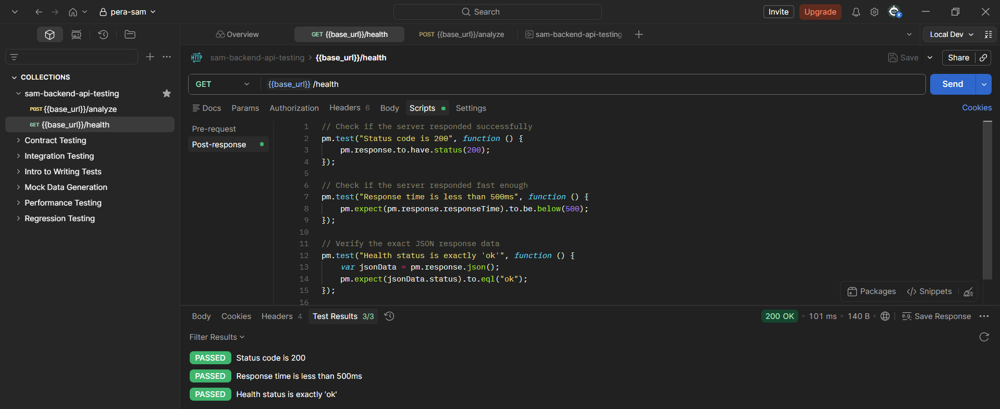 pera-sam
Search
Invite
Upgrade
K
Overview
GET {{base_url}}/health
POST {{base_url}}/analyze
sam-backend-api-testing
Local Dev
HTTP
sam-backend-api-testing > {{base_url}}/health
Save
Share
COLLECTIONS
sam-backend-api-testing
POST {{base_url}}/analyze
GET {{base_url}}/health
Contract Testing
Integration Testing
Intro to Writing Tests
Mock Data Generation
Performance Testing
Regression Testing
GET
{{base_url}} /health
Send
Docs
Params
Authorization
Headers 6
Body
Scripts
Settings
Cookies
Pre-request
Post-response
1 // Check if the server responded successfully
2 pm.test("Status code is 200", function () {
3 pm.response.to.have.status(200);
4 });
5
6 // Check if the server responded fast enough
7 pm.test("Response time is less than 500ms", function () {
8 pm.expect(pm.response.responseTime).to.be.below(500);
9 });
10
11 // Verify the exact JSON response data
12 pm.test("Health status is exactly 'ok'", function () {
13 var jsonData = pm.response.json();
14 pm.expect(jsonData.status).to.eql("ok");
15 });
16
Packages
</> Snippets
Body
Cookies
Headers 4
Test Results 3/3
200 OK
101 ms
140 B
e.g. Save Response
Filter Results
PASSED Status code is 200
PASSED Response time is less than 500ms
PASSED Health status is exactly 'ok'